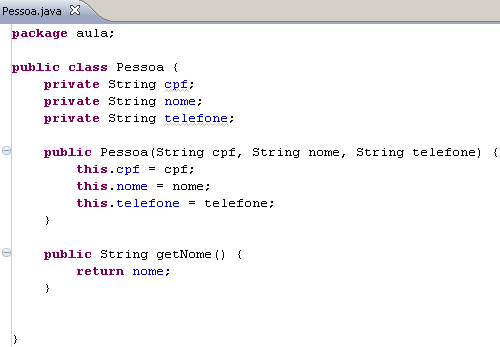 Pessoa.java
package aula;
public class Pessoa {
private String cpf;
private String nome;
private String telefone;
public Pessoa(String cpf, String nome, String telefone) {
this.cpf = cpf;
this.nome = nome;
this.telefone = telefone;
}
public String getNome() {
return nome;
}
}